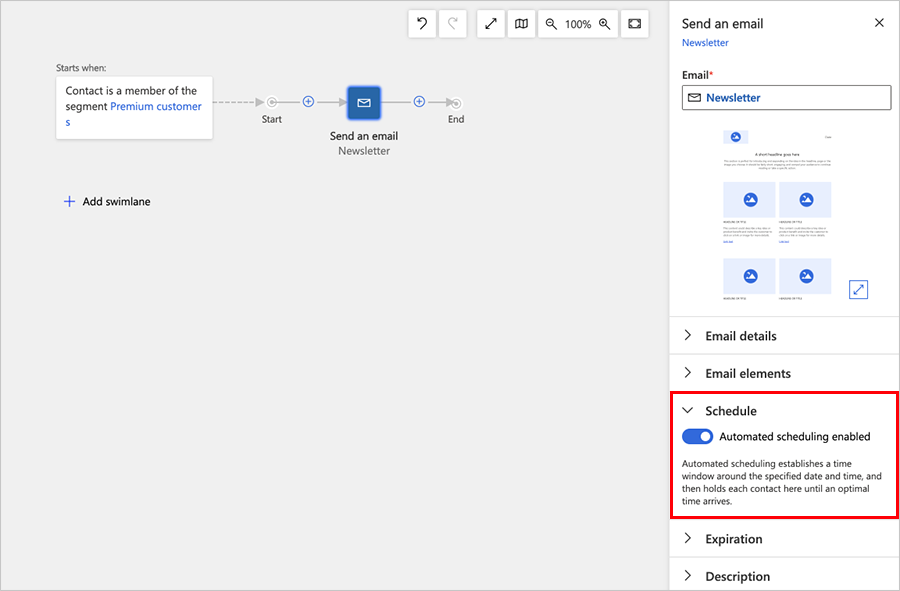 100%
Starts when:
Contact is a member of the
segment Premium customer
s
Start
Send an email
Newsletter
End
Add swimlane
Send an email
Newsletter
Email*
Newsletter
A short headline goes here
Email details
Email elements
Schedule
Automated scheduling enabled
Automated scheduling establishes a time
window around the specified date and time, and
then holds each contact here until an optimal
time arrives.
Expiration
Description